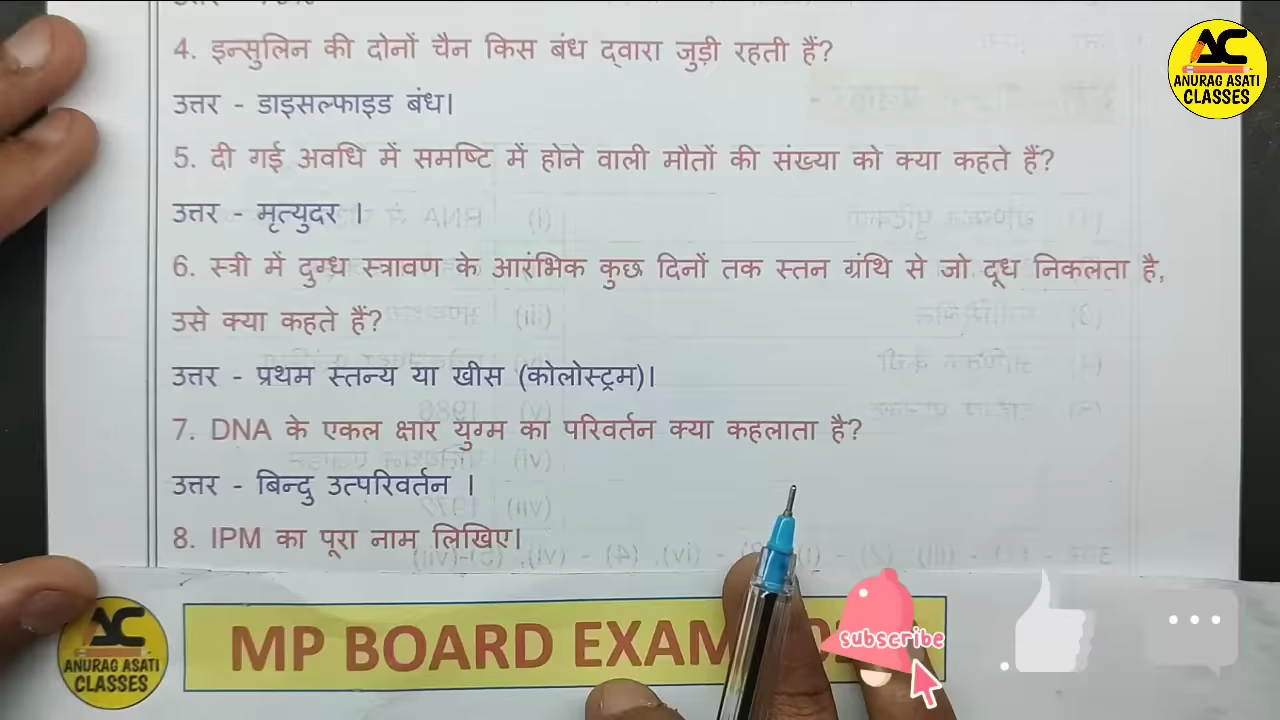 4. इन्सुलिन की दोनों चैन किस बंध द्वारा जुड़ी रहती हैं?
उत्तर - डाइसल्फाइड बंध।
5. दी गई अवधि में समष्टि में होने वाली मौतों की संख्या को क्या कहते हैं?
उत्तर - मृत्युदर ।
6. स्त्री में दुग्ध स्त्रावण के आरंभिक कुछ दिनों तक स्तन ग्रंथि से जो दूध निकलता है,
उसे क्या कहते हैं?
उत्तर - प्रथम स्तन्य या खीस (कोलोस्ट्रम)।
7. DNA के एकल क्षार युग्म का परिवर्तन क्या कहलाता है?
उत्तर - बिन्दु उत्परिवर्तन ।
8. IPM का पूरा नाम लिखिए।
MP BOARD EXAM
AC
ANURAG ASATI
CLASSES
AC
ANURAG ASATI
CLASSES
subscribe